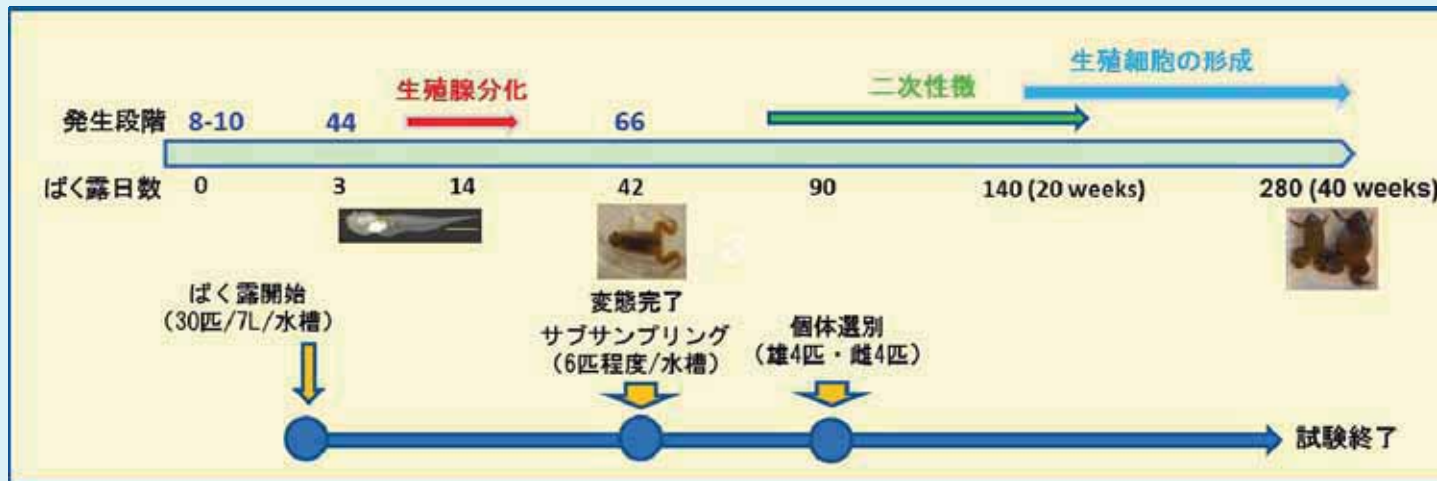 生殖細胞の形成
生殖腺分化
二次性徴
発生段階 8-10 44 66
ばく露日数 0 3 14 42 90 140 (20 weeks) 280 (40 weeks)
ばく露開始
(30匹/7L/水槽)
変態完了
サブサンプリング
(6匹程度/水槽)
個体選別
(雄4匹・雌4匹)
試験終了